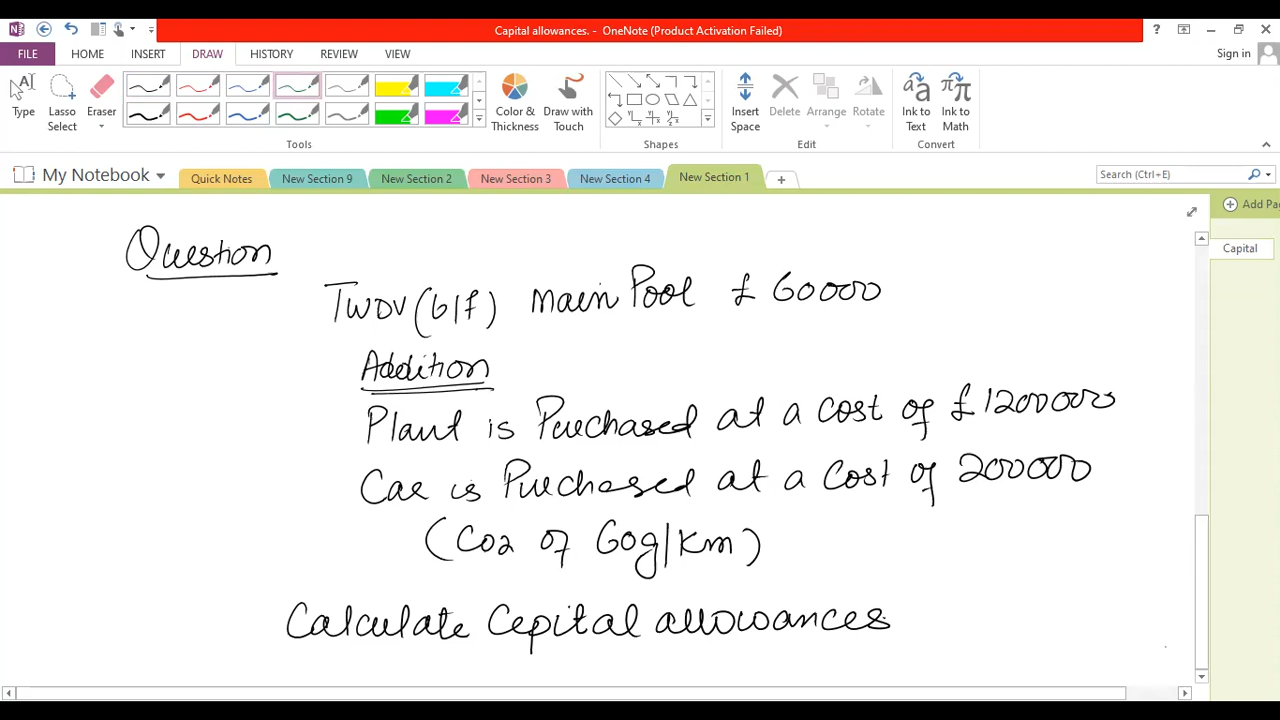 Capital allowances. - OneNote (Product Activation Failed)
FILE HOME INSERT DRAW HISTORY REVIEW VIEW Sign in
Type Lasso Select Eraser Color & Thickness Draw with Touch Insert Space Delete Arrange Rotate Ink to Text Ink to Math
Tools Shapes Edit Convert
My Notebook Quick Notes New Section 9 New Section 2 New Section 3 New Section 4 New Section 1 Search (Ctrl+E)
Add Pa
Capital
Question
TWDV(b/f) Main Pool £ 60000
Addition
Plant is Purchased at a cost of £1200000
Car is Purchased at a cost of 200000
(CO2 of 60g/Km)
Calculate Cepital allowances